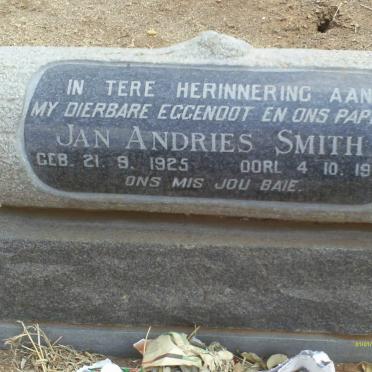 IN TERE HERINNERING AAN
MY DIERBARE EGGENOOT EN ONS PAP
JAN ANDRIES SMITH
GEB. 21. 9. 1925 OORL 4. 10. 19
ONS MIS JOU BAIE.